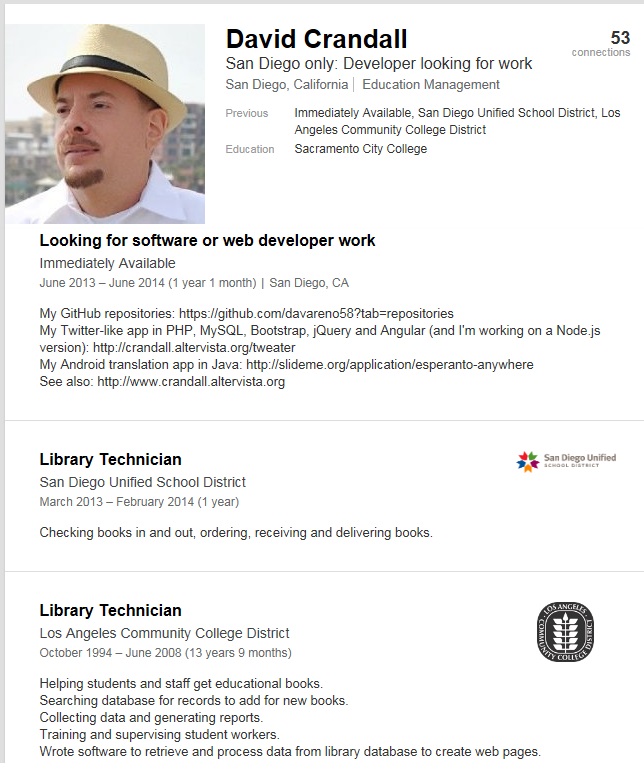 David Crandall
53
connections
San Diego only: Developer looking for work
San Diego, California | Education Management
Previous Immediately Available, San Diego Unified School District, Los
Angeles Community College District
Education Sacramento City College
Looking for software or web developer work
Immediately Available
June 2013 – June 2014 (1 year 1 month) | San Diego, CA
My GitHub repositories: https://github.com/davareno58?tab=repositories
My Twitter-like app in PHP, MySQL, Bootstrap, jQuery and Angular (and I'm working on a Node.js
version): http://crandall.altervista.org/tweater
My Android translation app in Java: http://slideme.org/application/esperanto-anywhere
See also: http://www.crandall.altervista.org
Library Technician
San Diego Unified School District
March 2013 – February 2014 (1 year)
San Diego Unified
SCHOOL DISTRICT
Checking books in and out, ordering, receiving and delivering books.
Library Technician
Los Angeles Community College District
October 1994 – June 2008 (13 years 9 months)
LOS ANGELES
COMMUNITY COLLEGE DISTRICT
Helping students and staff get educational books.
Searching database for records to add for new books.
Collecting data and generating reports.
Training and supervising student workers.
Wrote software to retrieve and process data from library database to create web pages.